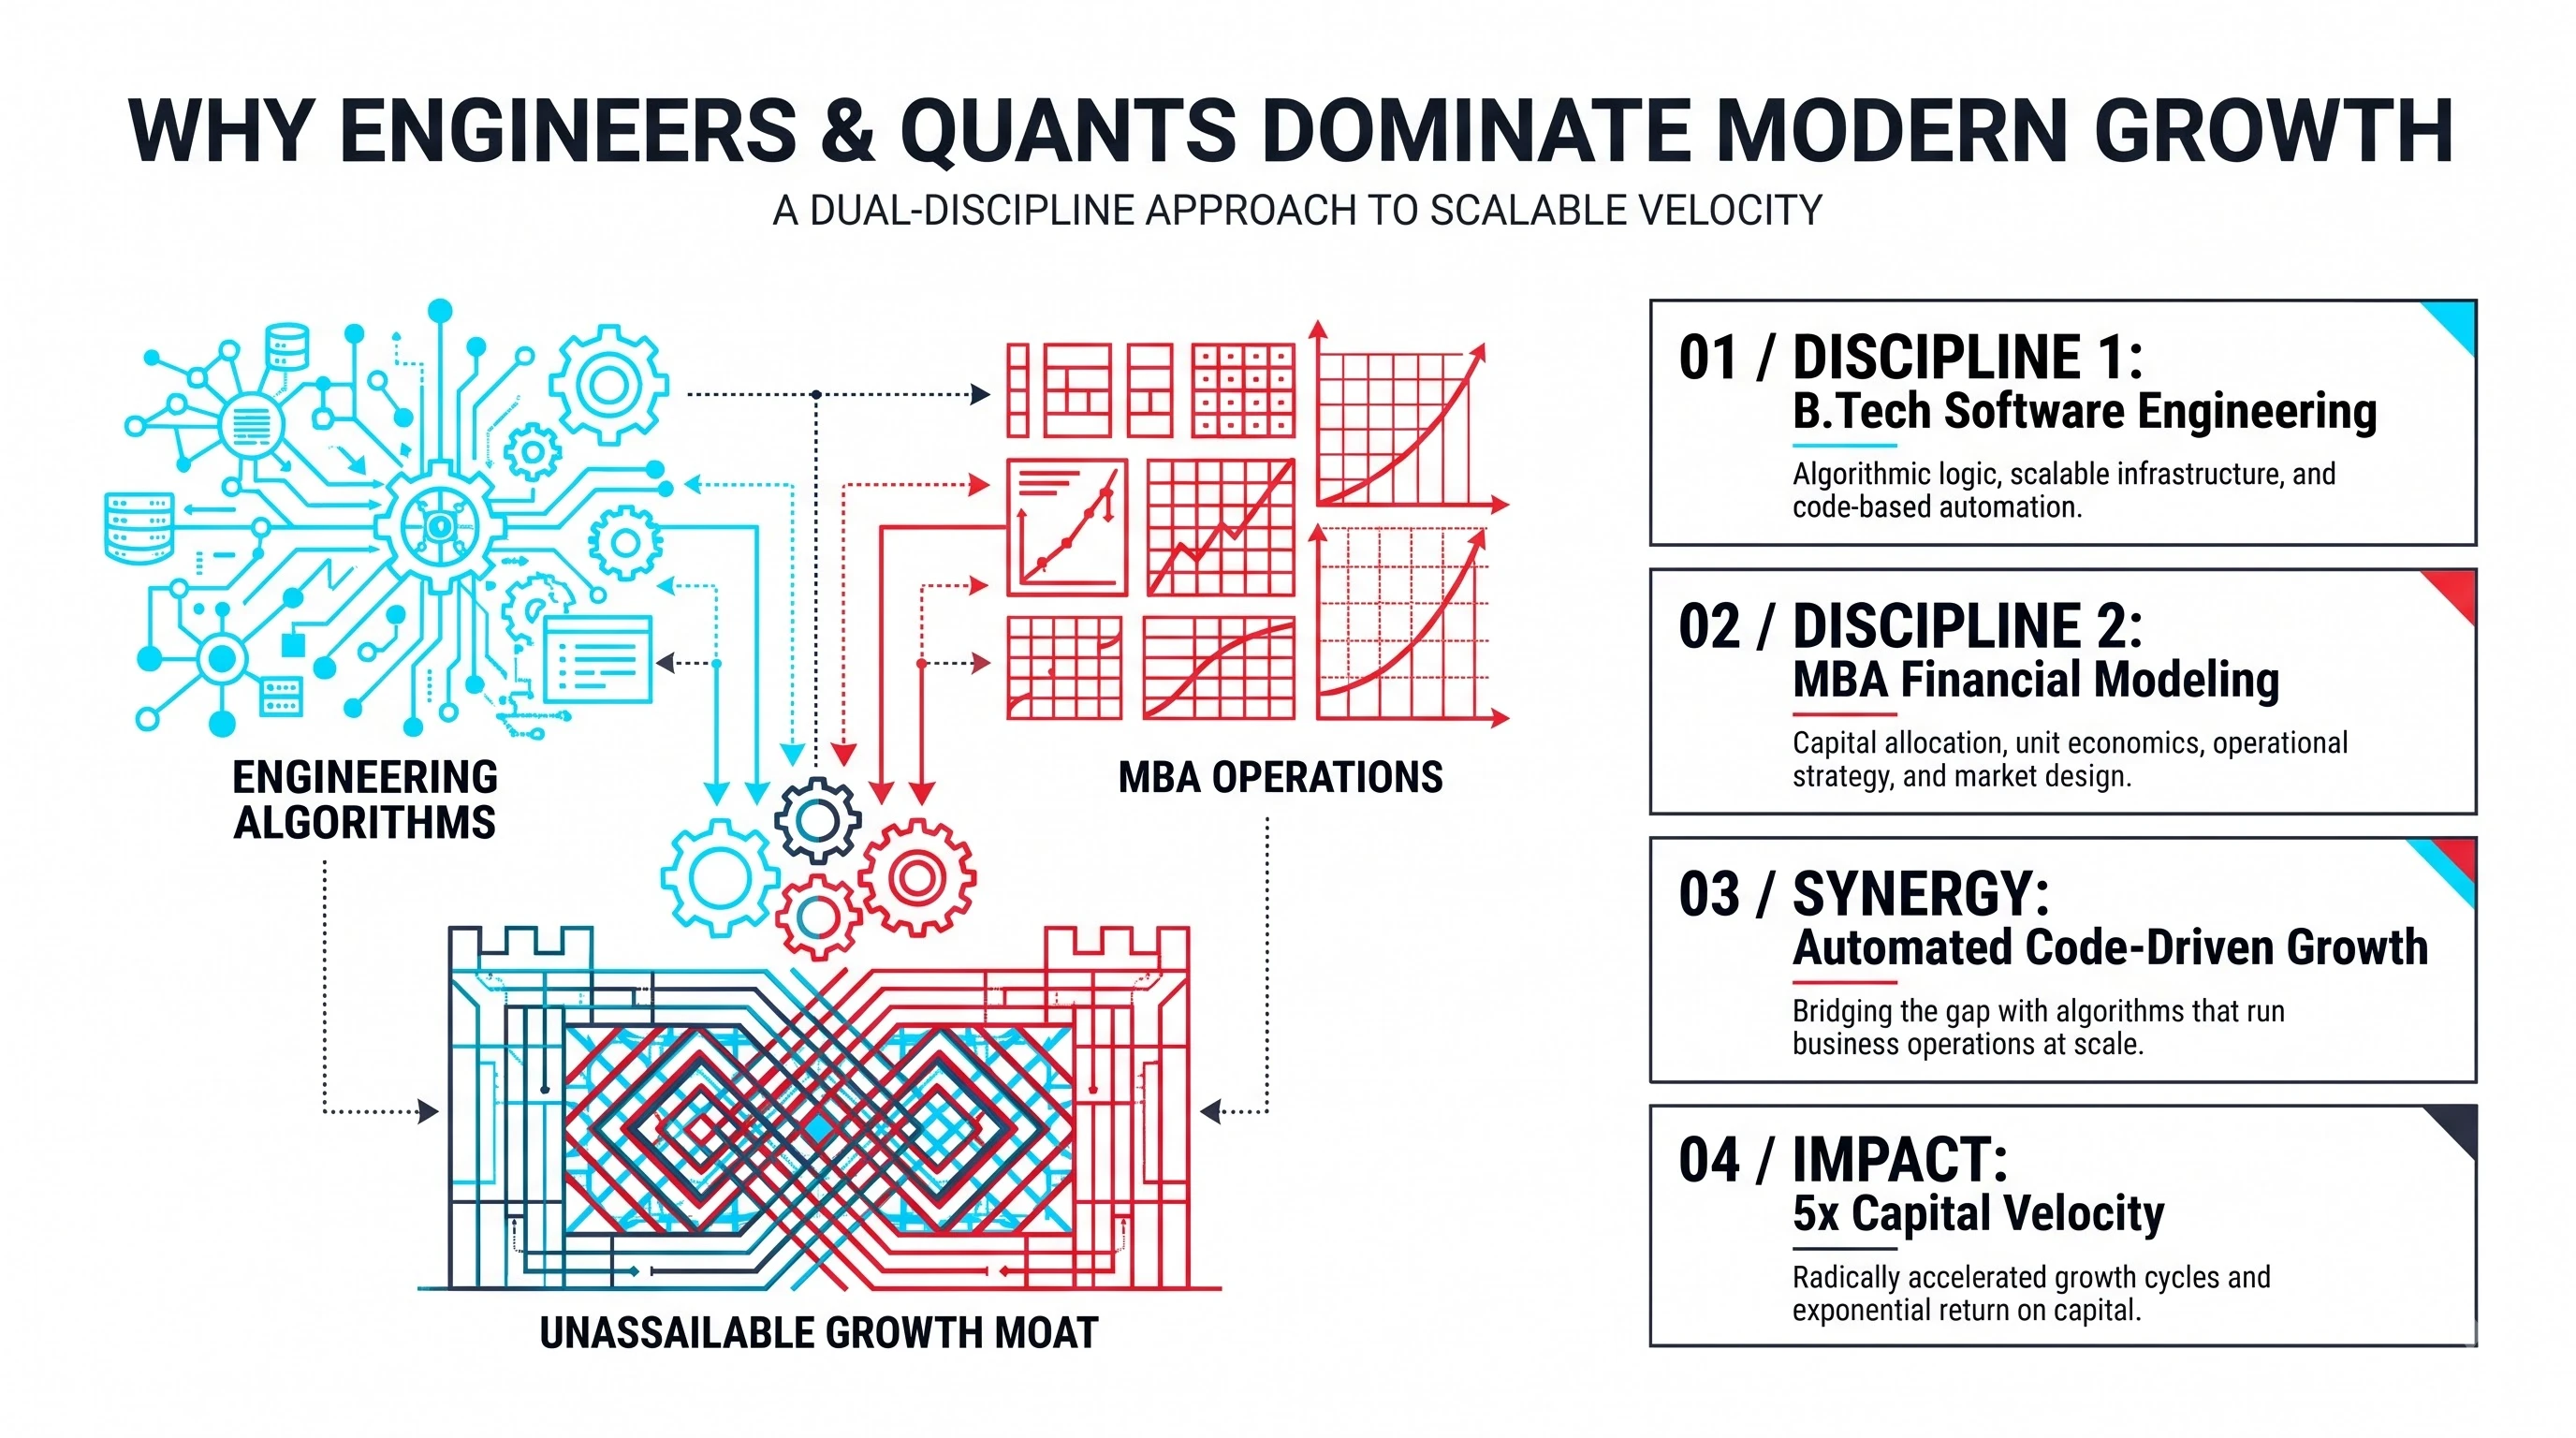 WHY ENGINEERS & QUANTS DOMINATE MODERN GROWTH
A DUAL-DISCIPLINE APPROACH TO SCALABLE VELOCITY
ENGINEERING
ALGORITHMS
MBA OPERATIONS
UNASSAILABLE GROWTH MOAT
01 / DISCIPLINE 1:
B.Tech Software Engineering
Algorithmic logic, scalable infrastructure, and
code-based automation.
02 / DISCIPLINE 2:
MBA Financial Modeling
Capital allocation, unit economics, operational
strategy, and market design.
03 / SYNERGY:
Automated Code-Driven Growth
Bridging the gap with algorithms that run
business operations at scale.
04 / IMPACT:
5x Capital Velocity
Radically accelerated growth cycles and
exponential return on capital.